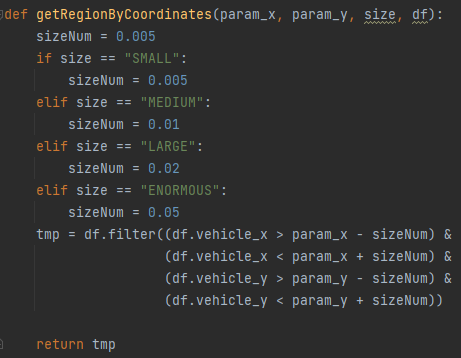 def getRegionByCoordinates(param_x, param_y, size, df):
    sizeNum = 0.005
    if size == "SMALL":
        sizeNum = 0.005
    elif size == "MEDIUM":
        sizeNum = 0.01
    elif size == "LARGE":
        sizeNum = 0.02
    elif size == "ENORMOUS":
        sizeNum = 0.05
    tmp = df.filter((df.vehicle_x > param_x - sizeNum) &
                    (df.vehicle_x < param_x + sizeNum) &
                    (df.vehicle_y > param_y - sizeNum) &
                    (df.vehicle_y < param_y + sizeNum))
    return tmp